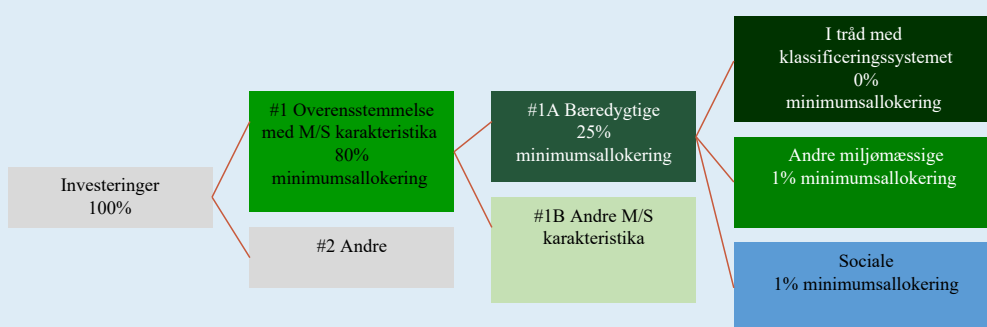 Investeringer
100%
#1 Overensstemmelse
med M/S karakteristika
80%
minimumsallokering
#2 Andre
#1A Bæredygtige
25%
minimumsallokering
#1B Andre M/S
karakteristika
I tråd med
klassificeringssystemet
0%
minimumsallokering
Andre miljømæssige
1% minimumsallokering
Sociale
1% minimumsallokering